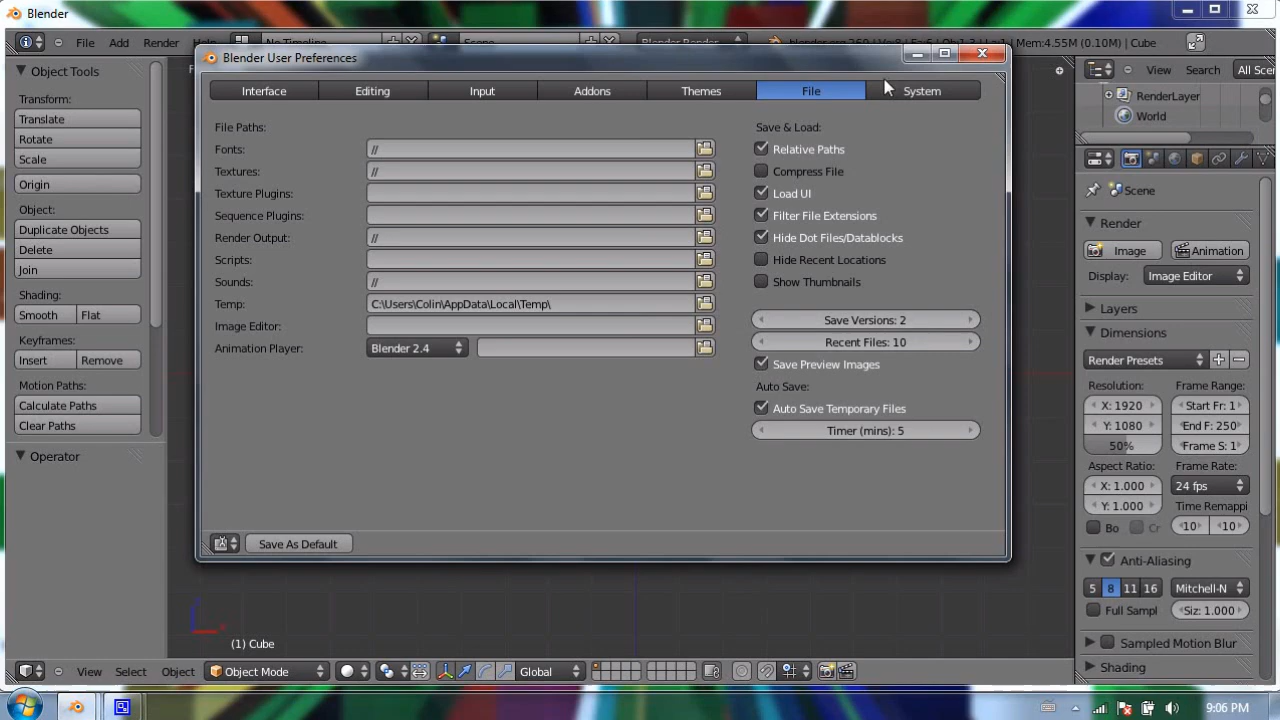 Blender
File Add Render Help No Timeline Scene Blender Render Mem:4.55M (0.10M) | Cube
View Search All Scei
Object Tools
Transform:
Translate
Rotate
Scale
Origin
Object:
Duplicate Objects
Delete
Join
Shading:
Smooth Flat
Keyframes:
Insert Remove
Motion Paths:
Calculate Paths
Clear Paths
Operator
Blender User Preferences
Interface Editing Input Addons Themes File System
File Paths:
Fonts: //
Textures: //
Texture Plugins:
Sequence Plugins:
Render Output: //
Scripts:
Sounds: //
Temp: C:\Users\Colin\AppData\Local\Temp\
Image Editor:
Animation Player: Blender 2.4
Save & Load:
Relative Paths
Compress File
Load UI
Filter File Extensions
Hide Dot Files/Datablocks
Hide Recent Locations
Show Thumbnails
Save Versions: 2
Recent Files: 10
Save Preview Images
Auto Save:
Auto Save Temporary Files
Timer (mins): 5
Save As Default
RenderLayer
World
Scene
Render
Image Animation
Display: Image Editor
Layers
Dimensions
Render Presets
Resolution: Frame Range:
X: 1920 Start Fr: 1
Y: 1080 End F: 250
50% Frame S: 1
Aspect Ratio: Frame Rate:
X: 1.000 24 fps
Y: 1.000 Time Remappi
Bo Cr 10 10
Anti-Aliasing
5 8 11 16 Mitchell-N
Full Sampl Siz: 1.000
Sampled Motion Blur
Shading
(1) Cube
View Select Object Object Mode Global
9:06 PM